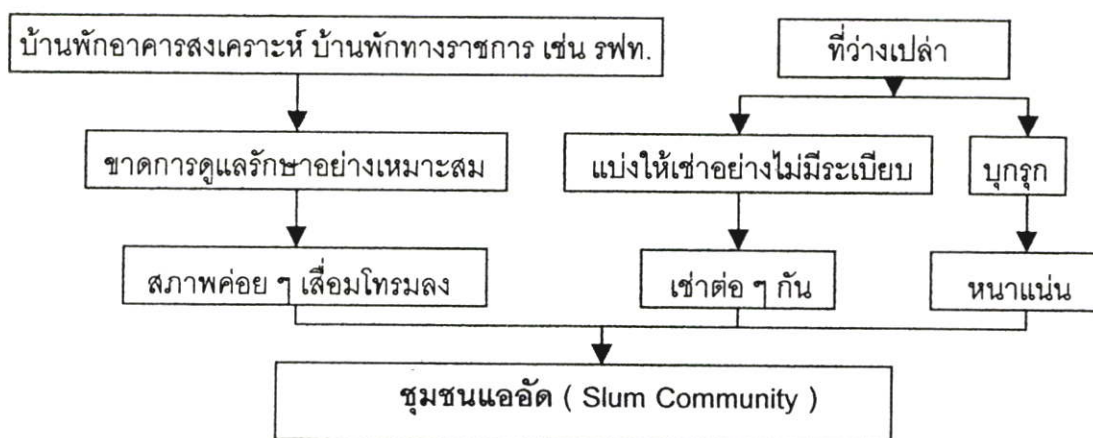 บ้านพักอาคารสงเคราะห์ บ้านพักทางราชการ เช่น รฟท.
ที่ว่างเปล่า
ขาดการดูแลรักษาอย่างเหมาะสม
แบ่งให้เช่าอย่างไม่มีระเบียบ
บุกรุก
สภาพค่อย ๆ เสื่อมโทรมลง
เช่าต่อ ๆ กัน
หนาแน่น
ชุมชนแออัด ( Slum Community )